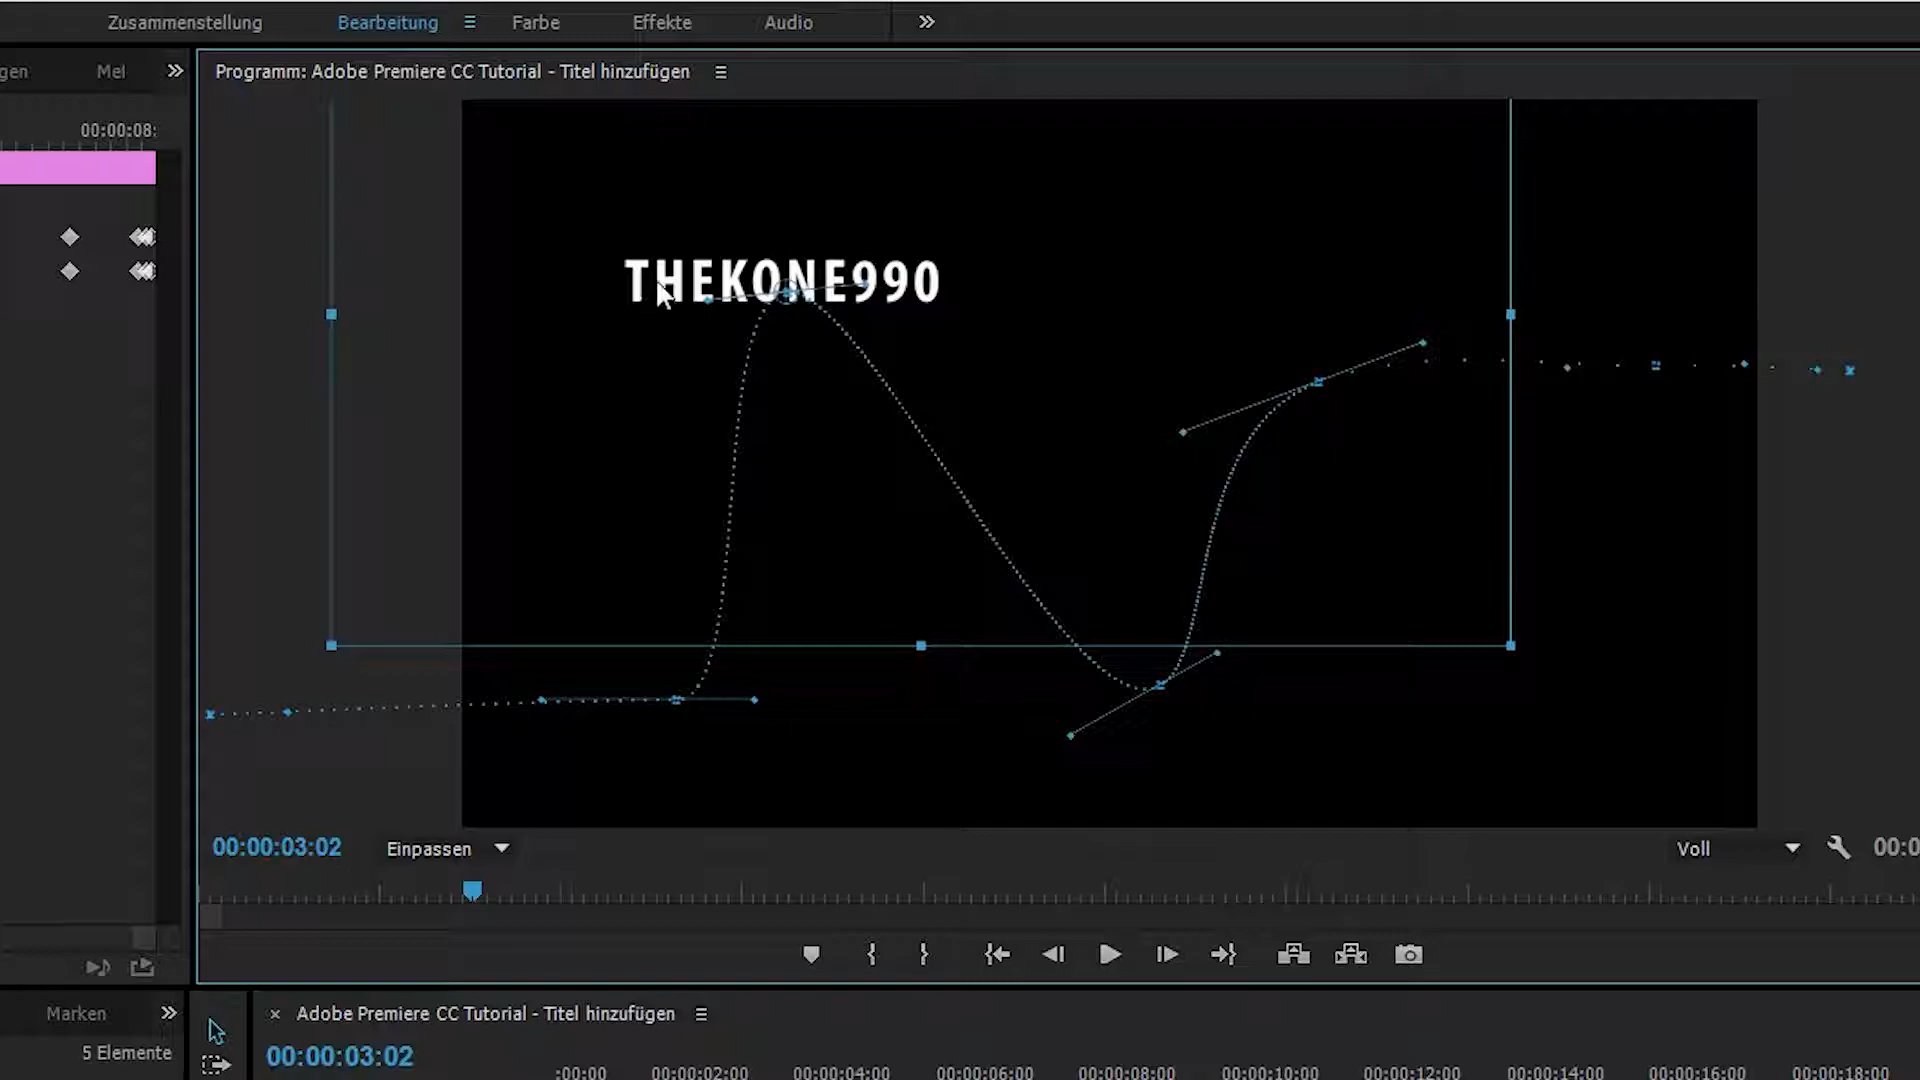 Zusammenstellung Bearbeitung Farbe Effekte Audio
gen Mel Programm: Adobe Premiere CC Tutorial - Titel hinzufügen
00:00:08:
THEKONE990
00:00:03:02 Einpassen Voll 00:0
Marken × Adobe Premiere CC Tutorial - Titel hinzufügen
5 Elemente 00:00:03:02
:00:00 00:00:02:00 00:00:04:00 00:00:06:00 00:00:08:00 00:00:10:00 00:00:12:00 00:00:14:00 00:00:16:00 00:00:18:00